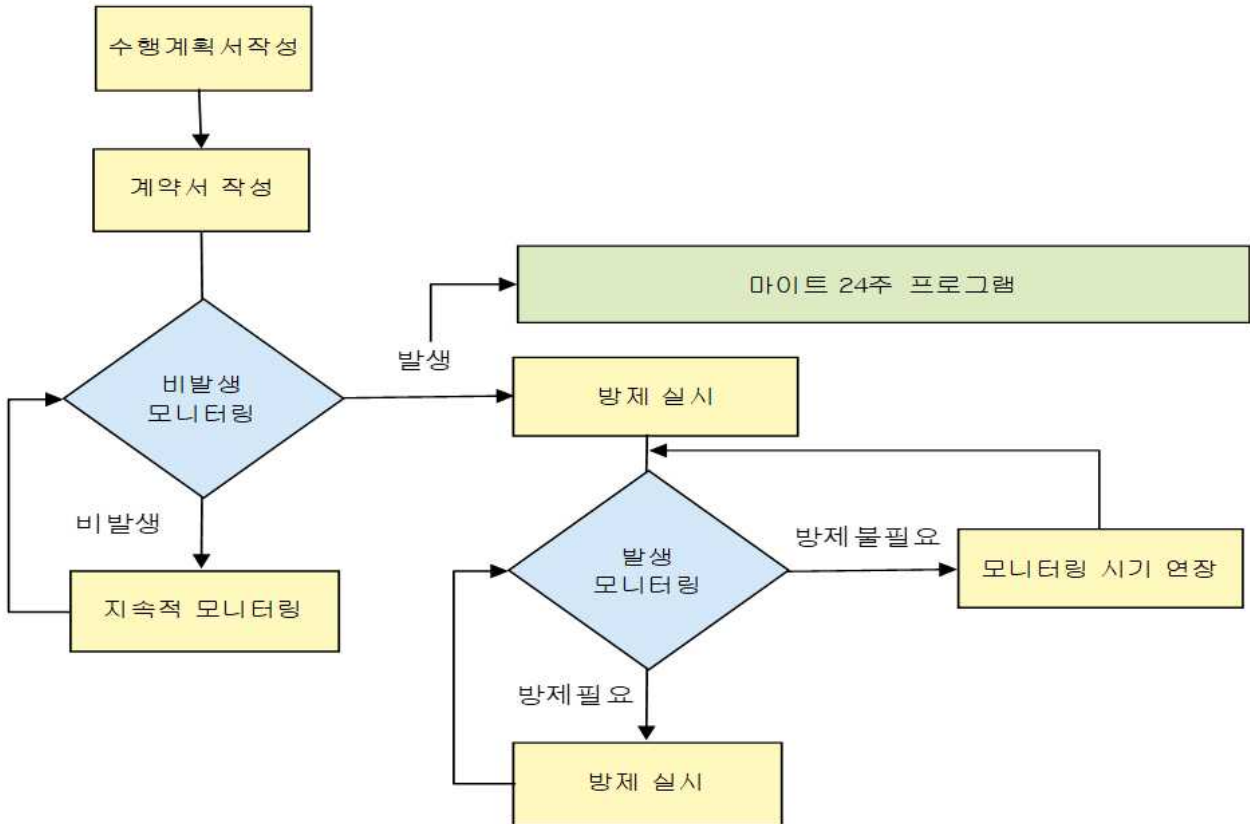 수행계획서작성
계약서 작성
마이트 24주 프로그램
발생
비발생
모니터링
방제 실시
비발생
발생
모니터링
방제불필요
모니터링 시기 연장
지속적 모니터링
방제필요
방제 실시